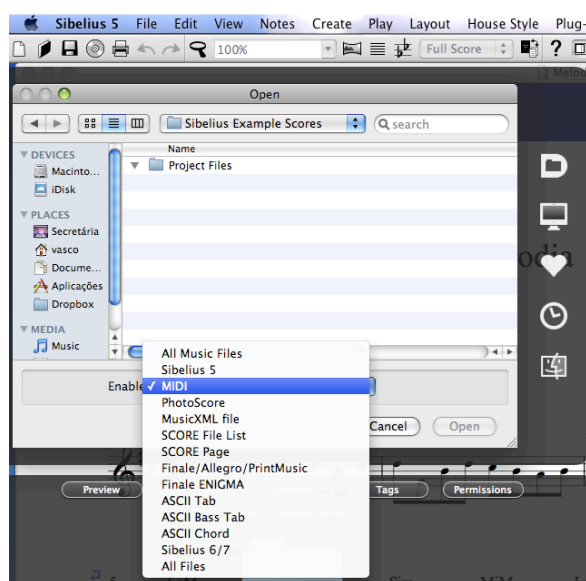 Sibelius 5 File Edit View Notes Create Play Layout House Style Plug-
100% Full Score ?
Melod
Open
Sibelius Example Scores search
DEVICES
Macinto...
iDisk
PLACES
Secretária
vasco
Docume...
Aplicações
Dropbox
MEDIA
Music
Name
Project Files
odia
Enable
All Music Files
Sibelius 5
✓ MIDI
PhotoScore
MusicXML file
SCORE File List
SCORE Page
Finale/Allegro/PrintMusic
Finale ENIGMA
ASCII Tab
ASCII Bass Tab
ASCII Chord
Sibelius 6/7
All Files
Cancel Open
Preview Tags Permissions